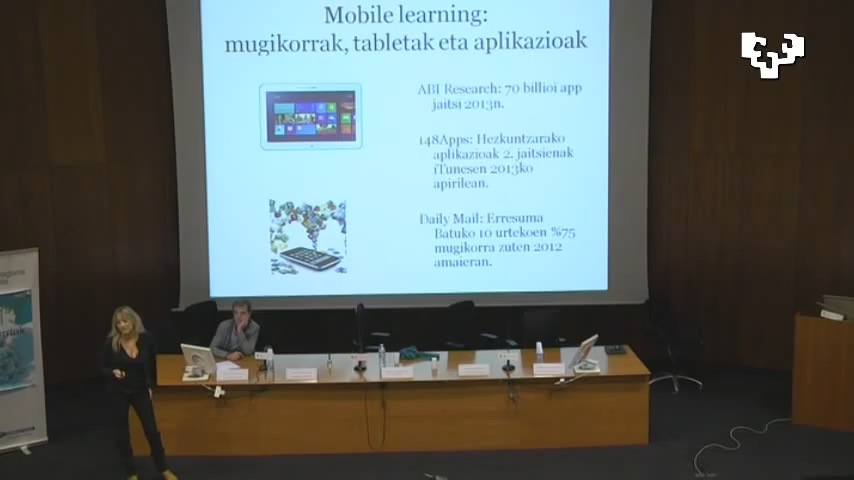 Mobile learning:
mugikorrak, tabletak eta aplikazioak
ABI Research: 70 billioi app
jaitsi 2013n.
148Apps: Hezkuntzarako
aplikazioak 2. jaitsienak
iTunesen 2013ko
apirilean.
Daily Mail: Erresuma
Batuko 10 urtekoen %75
mugikorra zuten 2012
amaieran.